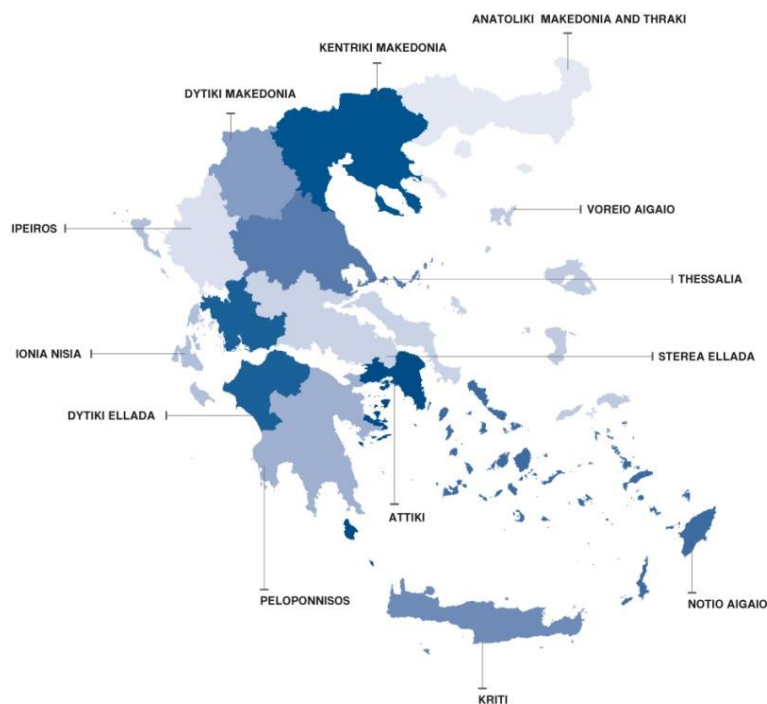 ANATOLIKI MAKEDONIA AND THRAKI
KENTRIKI MAKEDONIA
DYTIKI MAKEDONIA
VOREIO AIGAIO
IPEIROS
THESSALIA
IONIA NISIA
STEREA ELLADA
DYTIKI ELLADA
ATTIKI
PELOPONNISOS
NOTIO AIGAIO
KRITI